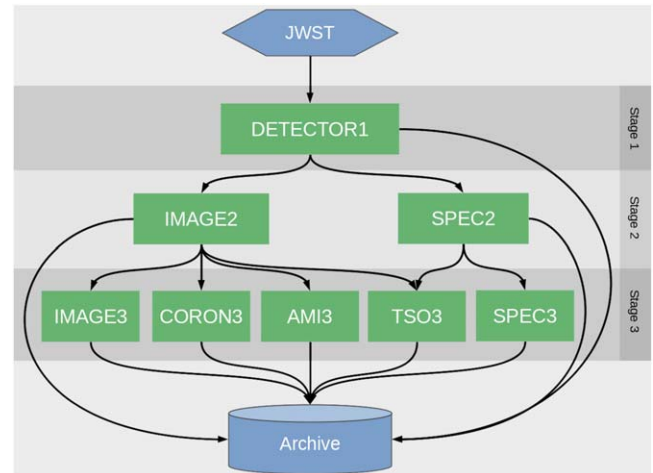 JWST
DETECTOR1
Stage 1
IMAGE2
SPEC2
Stage 2
IMAGE3
CORON3
AMI3
TSO3
SPEC3
Stage 3
Archive